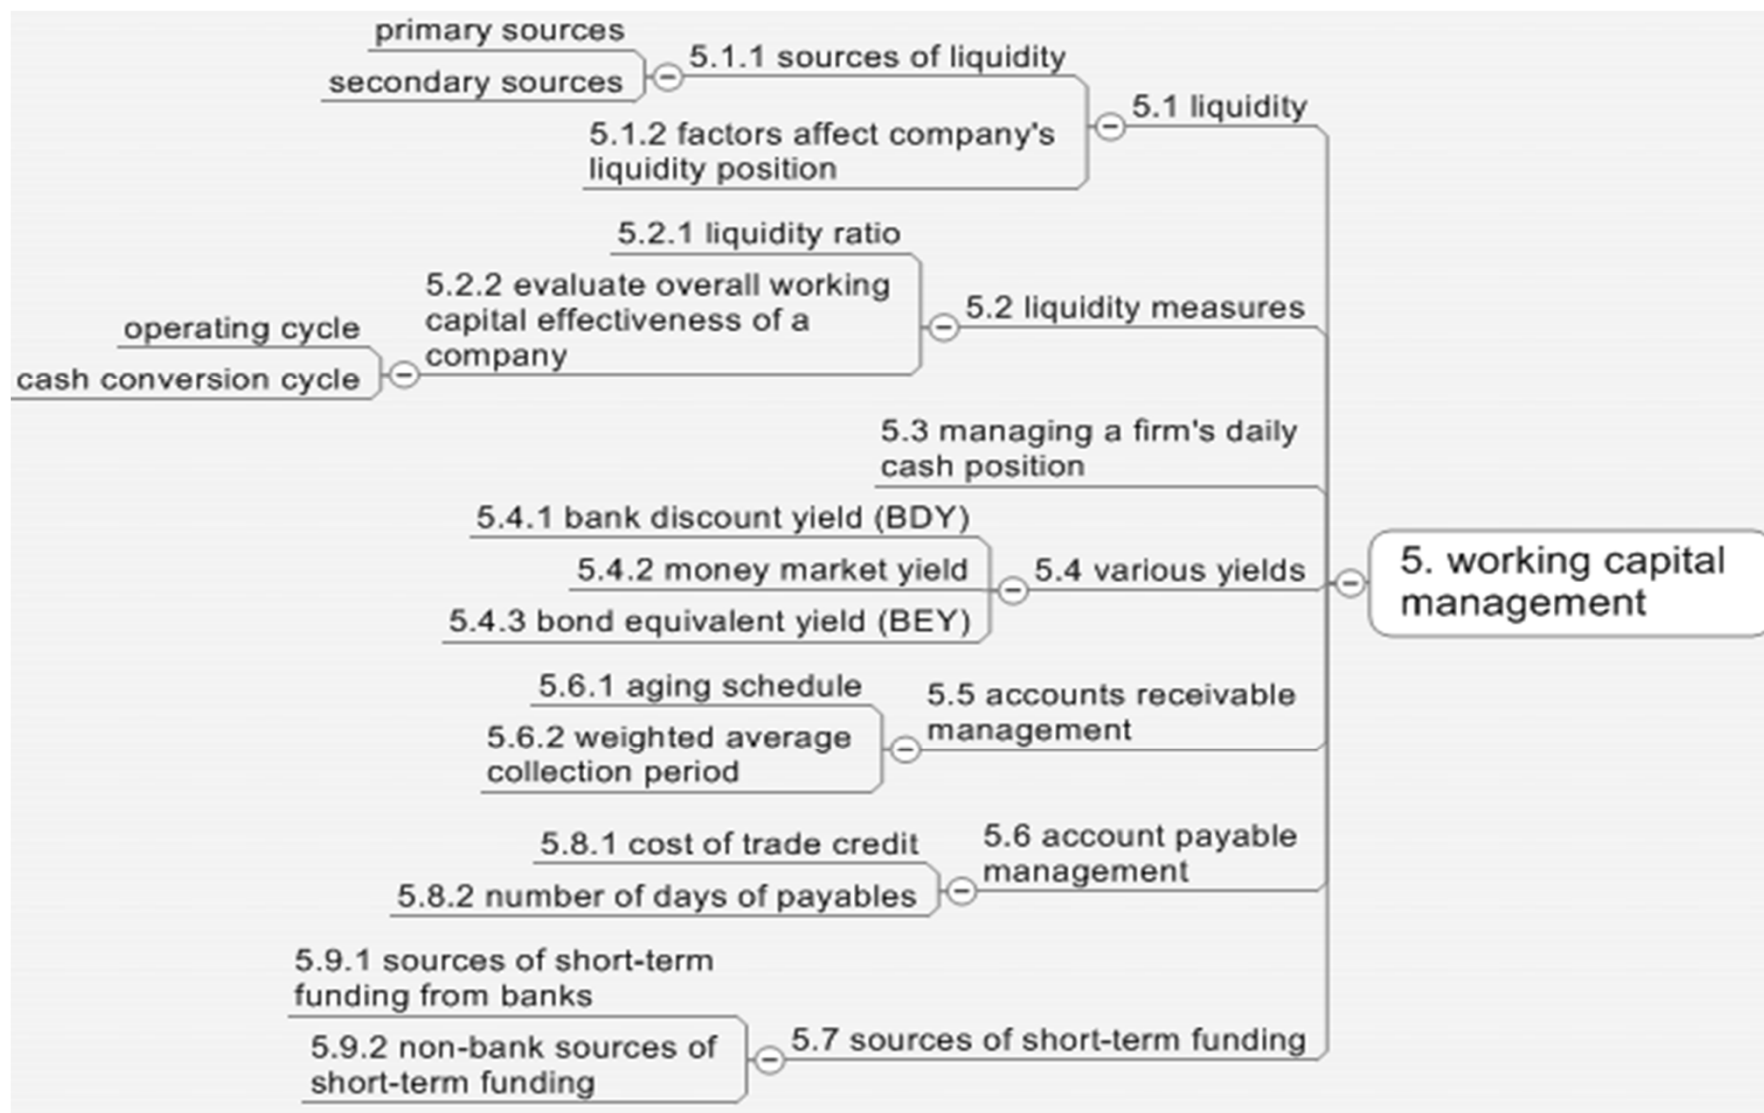 primary sources
secondary sources
5.1.1 sources of liquidity
5.1.2 factors affect company's
liquidity position
5.1 liquidity
5.2.1 liquidity ratio
5.2.2 evaluate overall working
capital effectiveness of a
company
operating cycle
cash conversion cycle
5.2 liquidity measures
5.3 managing a firm's daily
cash position
5.4.1 bank discount yield (BDY)
5.4.2 money market yield
5.4.3 bond equivalent yield (BEY)
5.4 various yields
5. working capital
management
5.6.1 aging schedule
5.6.2 weighted average
collection period
5.5 accounts receivable
management
5.8.1 cost of trade credit
5.8.2 number of days of payables
5.6 account payable
management
5.9.1 sources of short-term
funding from banks
5.9.2 non-bank sources of
short-term funding
5.7 sources of short-term funding